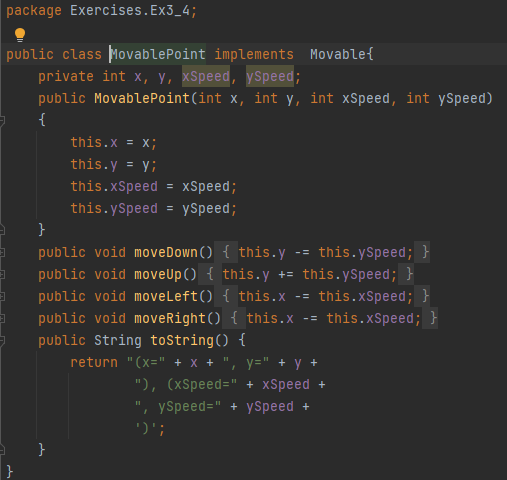 package Exercises.Ex3_4;
public class MovablePoint implements  Movable{
    private int x, y, xSpeed, ySpeed;
    public MovablePoint(int x, int y, int xSpeed, int ySpeed)
    {
        this.x = x;
        this.y = y;
        this.xSpeed = xSpeed;
        this.ySpeed = ySpeed;
    }
    public void moveDown() { this.y -= this.ySpeed; }
    public void moveUp() { this.y += this.ySpeed; }
    public void moveLeft() { this.x -= this.xSpeed; }
    public void moveRight() { this.x -= this.xSpeed; }
    public String toString() {
        return "(x=" + x + ", y=" + y +
                "), (xSpeed=" + xSpeed +
                ", ySpeed=" + ySpeed +
                ')';
    }
}